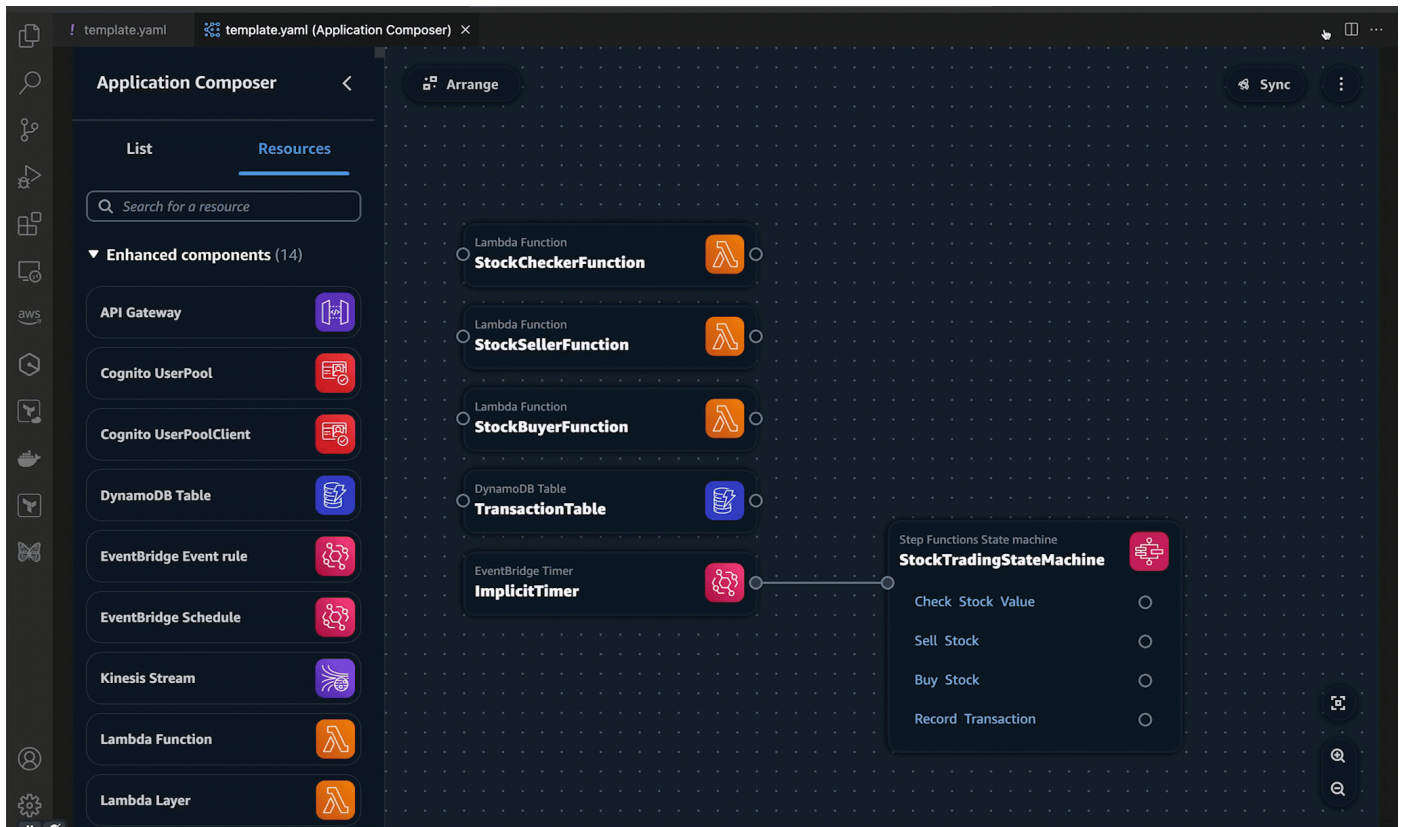 ! template.yaml
template.yaml (Application Composer)
Application Composer
Arrange
Sync
List
Resources
Search for a resource
Enhanced components (14)
API Gateway
Cognito UserPool
Cognito UserPoolClient
DynamoDB Table
EventBridge Event rule
EventBridge Schedule
Kinesis Stream
Lambda Function
Lambda Layer
aws
Lambda Function
StockCheckerFunction
Lambda Function
StockSellerFunction
Lambda Function
StockBuyerFunction
DynamoDB Table
TransactionTable
EventBridge Timer
ImplicitTimer
Step Functions State machine
StockTradingStateMachine
Check Stock Value
Sell Stock
Buy Stock
Record Transaction